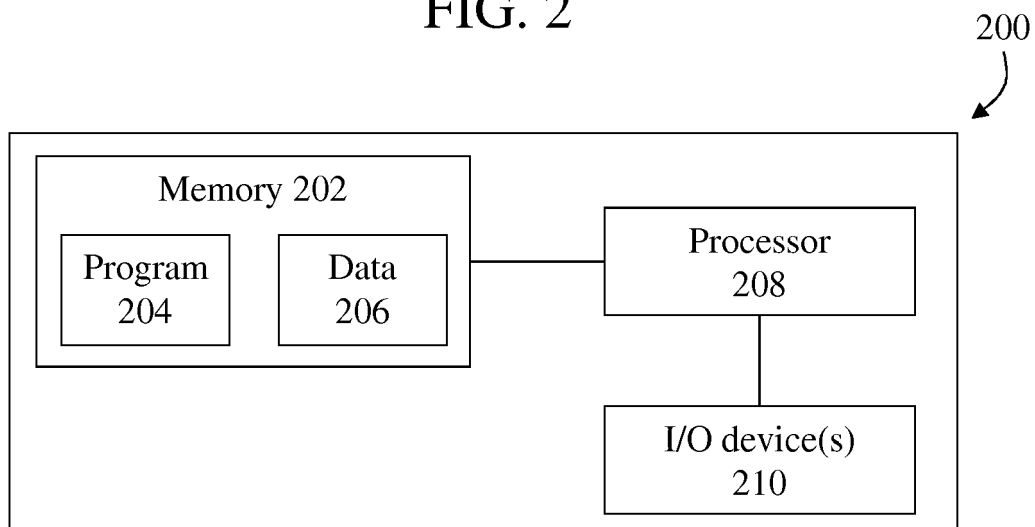 FIG. 2
200
Memory 202
Program
204
Data
206
Processor
208
I/O device(s)
210